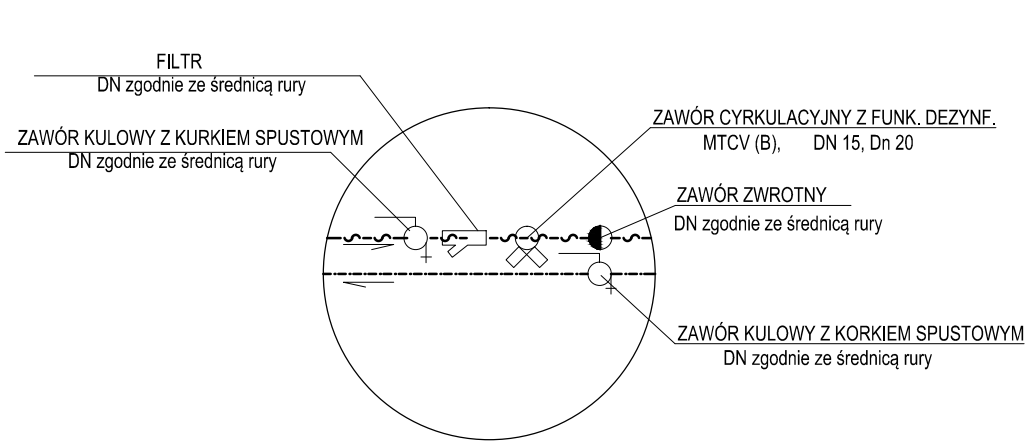 FILTR
DN zgodnie ze średnicą rury
ZAWÓR KULOWY Z KURKIEM SPUSTOWYM
DN zgodnie ze średnicą rury
ZAWÓR CYRKULACYJNY Z FUNK. DEZYNF.
MTCV (B), DN 15, Dn 20
ZAWÓR ZWROTNY
DN zgodnie ze średnicą rury
ZAWÓR KULOWY Z KORKIEM SPUSTOWYM
DN zgodnie ze średnicą rury